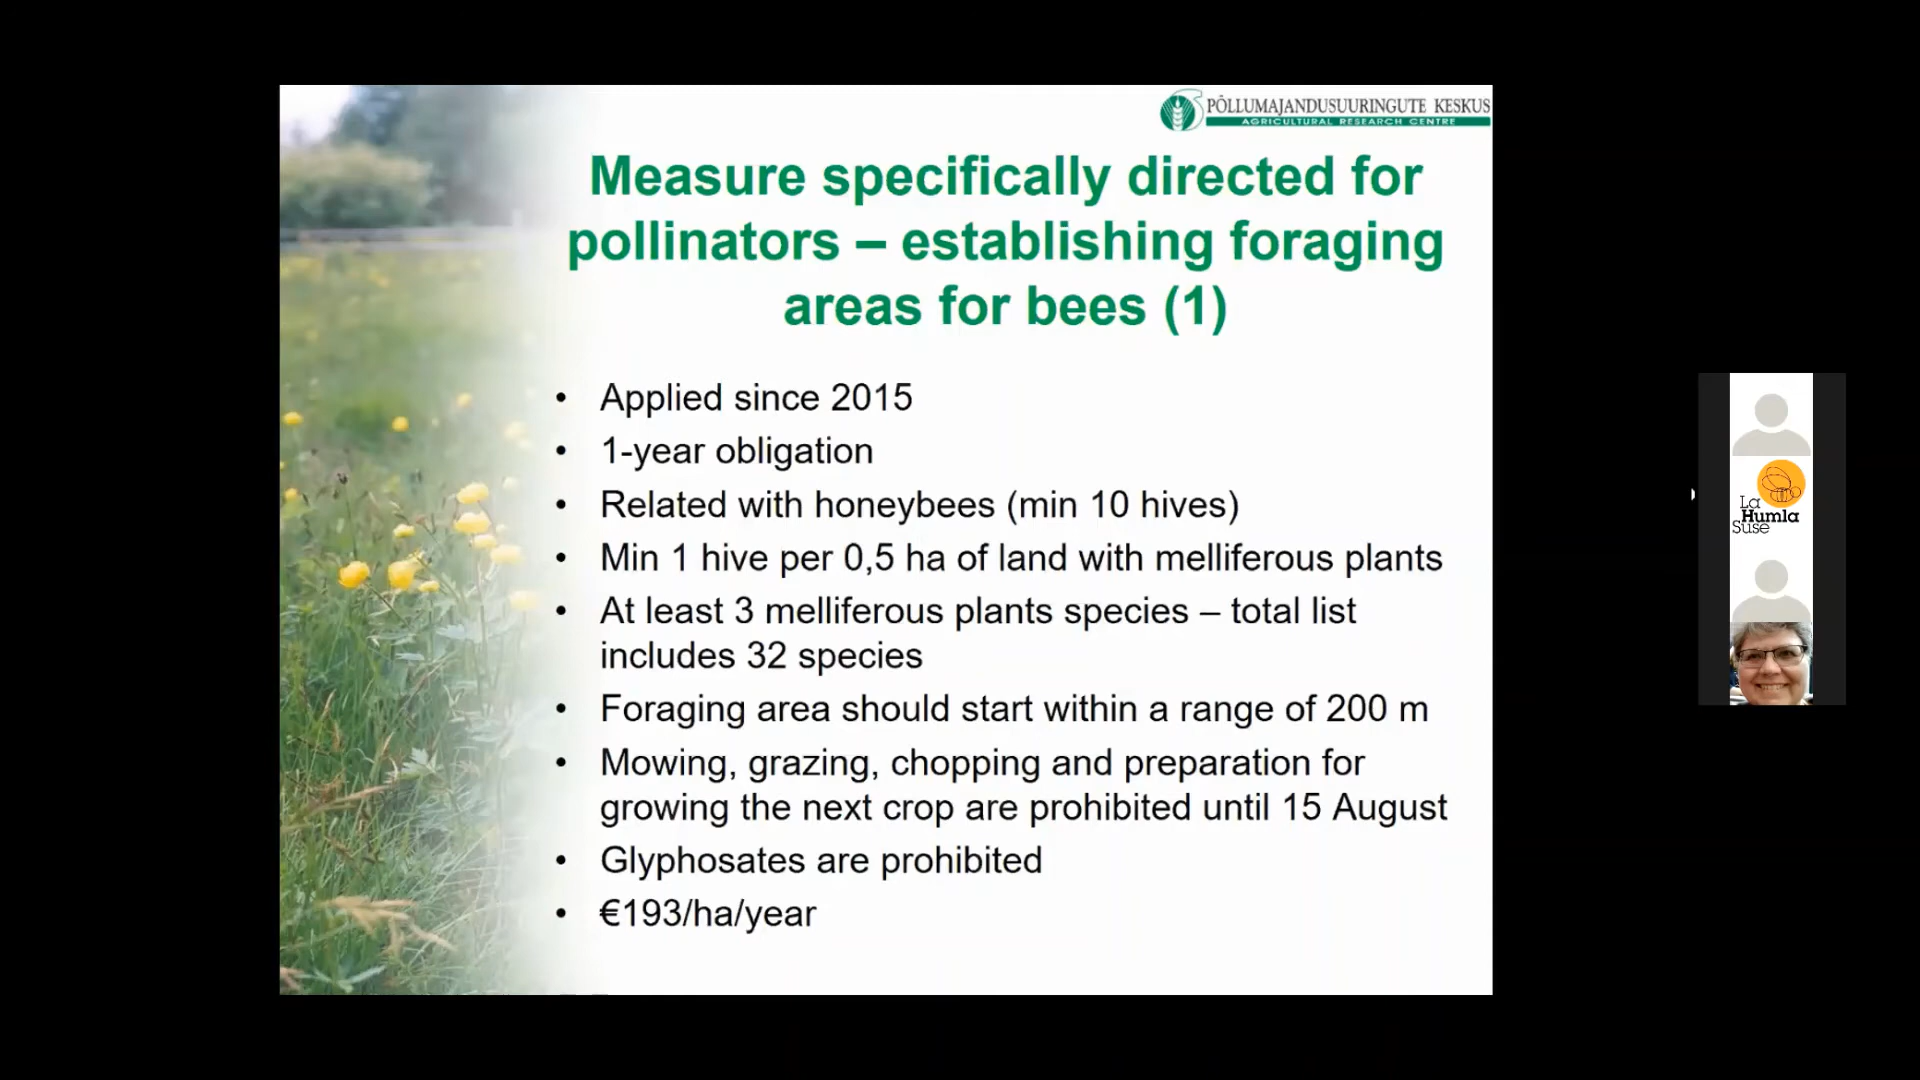 PÕLLUMAJANDUSUURINGUTE KESKUS
AGRICULTURAL RESEARCH CENTRE
Measure specifically directed for
pollinators – establishing foraging
areas for bees (1)
• Applied since 2015
• 1-year obligation
• Related with honeybees (min 10 hives)
• Min 1 hive per 0,5 ha of land with melliferous plants
• At least 3 melliferous plants species – total list
includes 32 species
• Foraging area should start within a range of 200 m
• Mowing, grazing, chopping and preparation for
growing the next crop are prohibited until 15 August
• Glyphosates are prohibited
• €193/ha/year
La
Humla
Suse